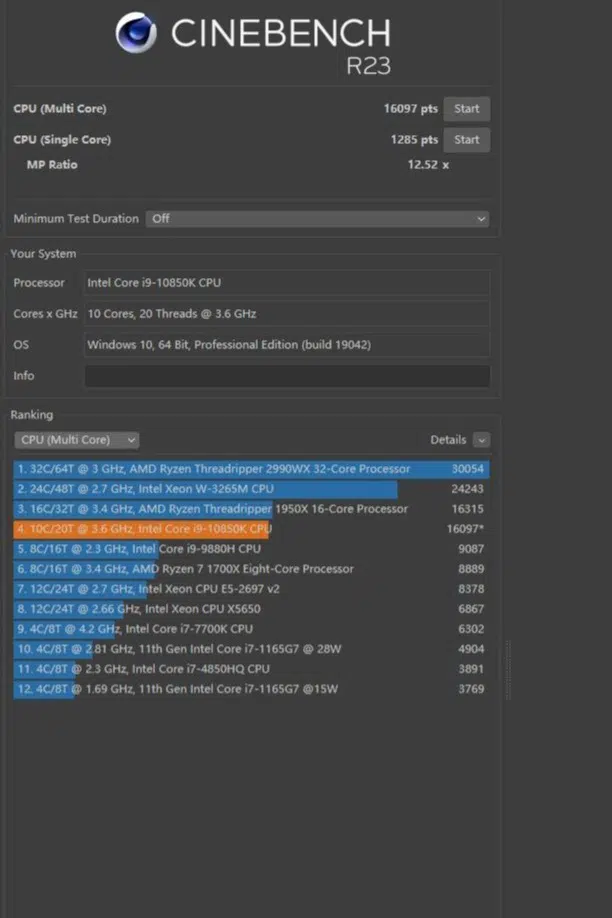 CINEBENCH
R23
CPU (Multi Core) 16097 pts Start
CPU (Single Core) 1285 pts Start
MP Ratio 12.52 x
Minimum Test Duration Off
Your System
Processor Intel Core i9-10850K CPU
Cores x GHz 10 Cores, 20 Threads @ 3.6 GHz
OS Windows 10, 64 Bit, Professional Edition (build 19042)
Info
Ranking
CPU (Multi Core) Details
1. 32C/64T @ 3 GHz, AMD Ryzen Threadripper 2990WX 32-Core Processor 30054
2. 24C/48T @ 2.7 GHz, Intel Xeon W-3265M CPU 24243
3. 16C/32T @ 3.4 GHz, AMD Ryzen Threadripper 1950X 16-Core Processor 16315
4. 10C/20T @ 3.6 GHz, Intel Core i9-10850K CPU 16097*
5. 8C/16T @ 2.3 GHz, Intel Core i9-9880H CPU 9087
6. 8C/16T @ 3.4 GHz, AMD Ryzen 7 1700X Eight-Core Processor 8889
7. 12C/24T @ 2.7 GHz, Intel Xeon CPU E5-2697 v2 8378
8. 12C/24T @ 2.66 GHz, Intel Xeon CPU X5650 6867
9. 4C/8T @ 4.2 GHz, Intel Core i7-7700K CPU 6302
10. 4C/8T @ 2.81 GHz, 11th Gen Intel Core i7-1165G7 @ 28W 4904
11. 4C/8T @ 2.3 GHz, Intel Core i7-4850HQ CPU 3891
12. 4C/8T @ 1.69 GHz, 11th Gen Intel Core i7-1165G7 @15W 3769